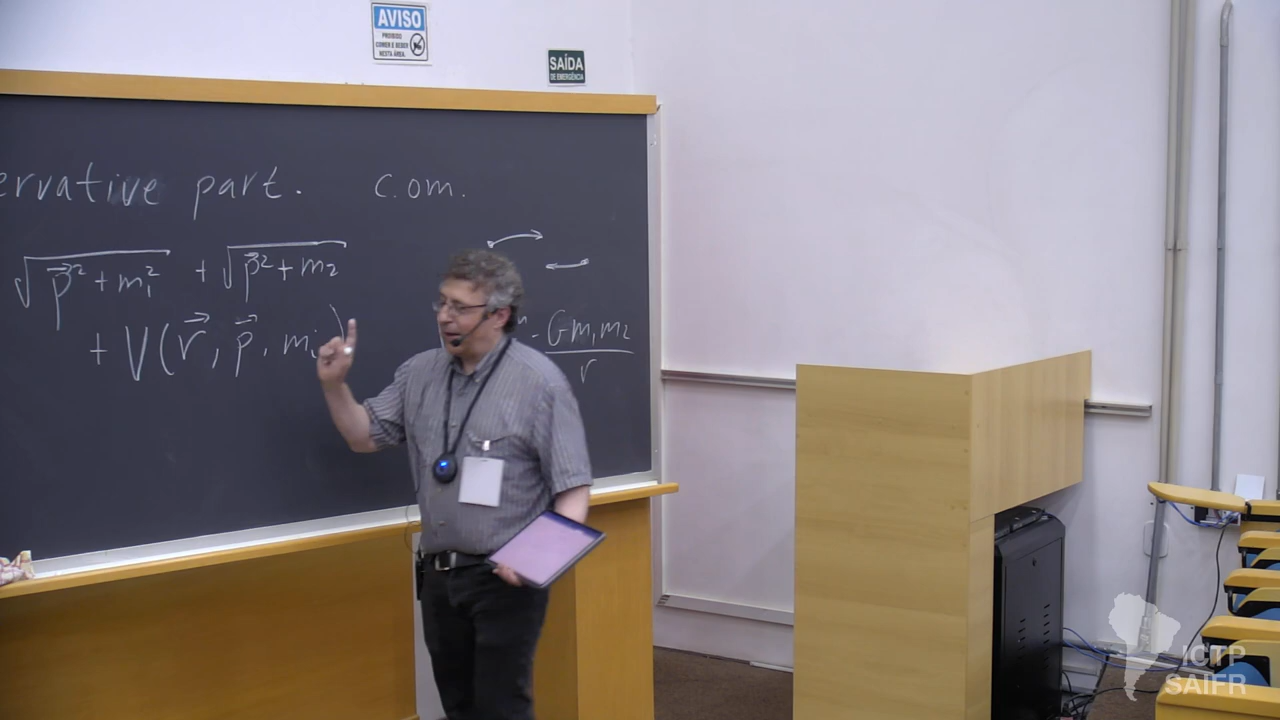 AVISO
PROIBIDO
COMER E BEBER
NESTA ÁREA.
SAÍDA
DE EMERGÊNCIA
ervative part. c.om.
√(p⃗² + m₁²) + √(p⃗² + m₂)
+ V(r⃗, p⃗, mᵢ)
- Gm₁m₂ / r
ICTP
SAIFR